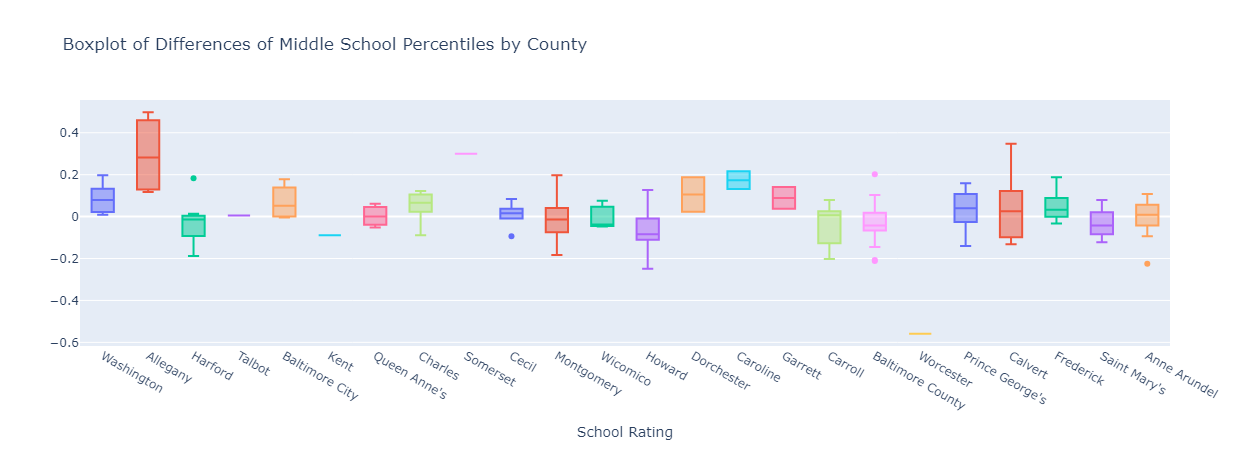 Boxplot of Differences of Middle School Percentiles by County
0.4
0.2
0
−0.2
−0.4
−0.6
Washington
Allegany
Harford
Talbot
Baltimore City
Kent
Queen Anne's
Charles
Somerset
Cecil
Montgomery
Wicomico
Howard
Dorchester
Caroline
Garrett
Carroll
Baltimore County
Worcester
Prince George's
Calvert
Frederick
Saint Mary's
Anne Arundel
School Rating